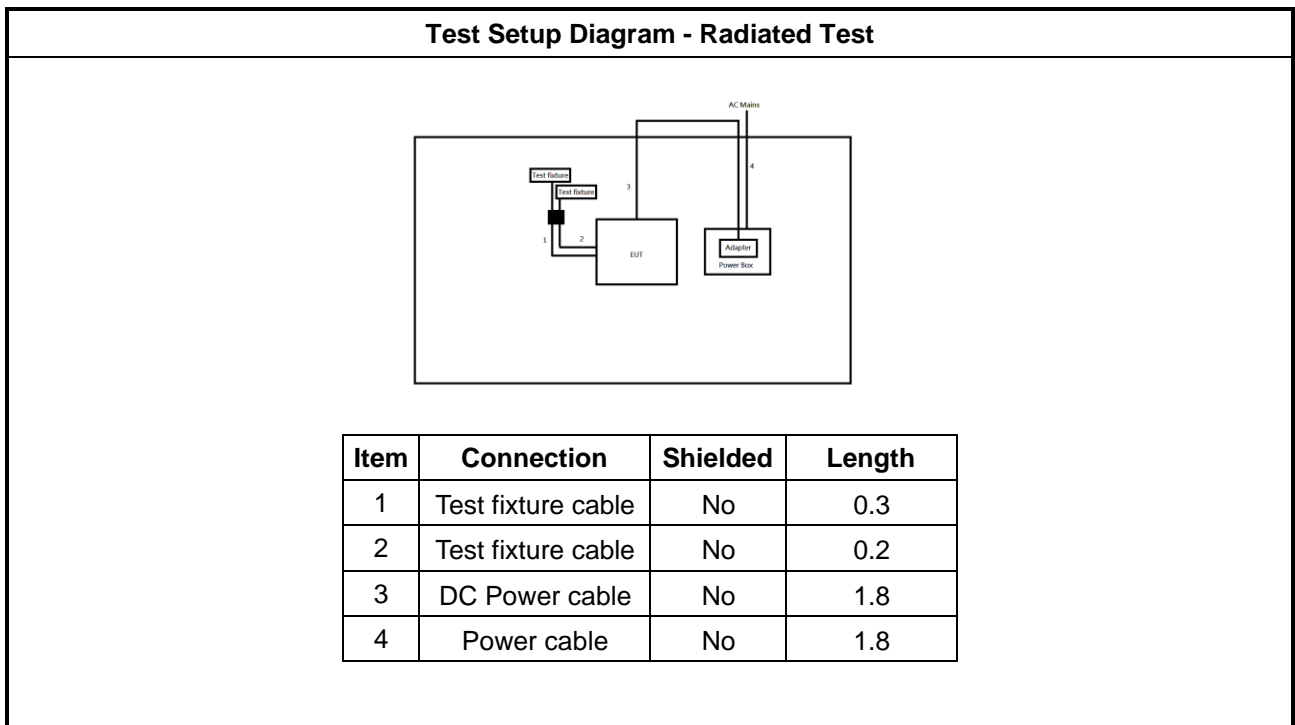 Test Setup Diagram - Radiated Test
AC Mains
4
Test fixture
3
Test fixture
1
2
EUT
Adapter
Power Box
Item Connection Shielded Length
1 Test fixture cable No 0.3
2 Test fixture cable No 0.2
3 DC Power cable No 1.8
4 Power cable No 1.8